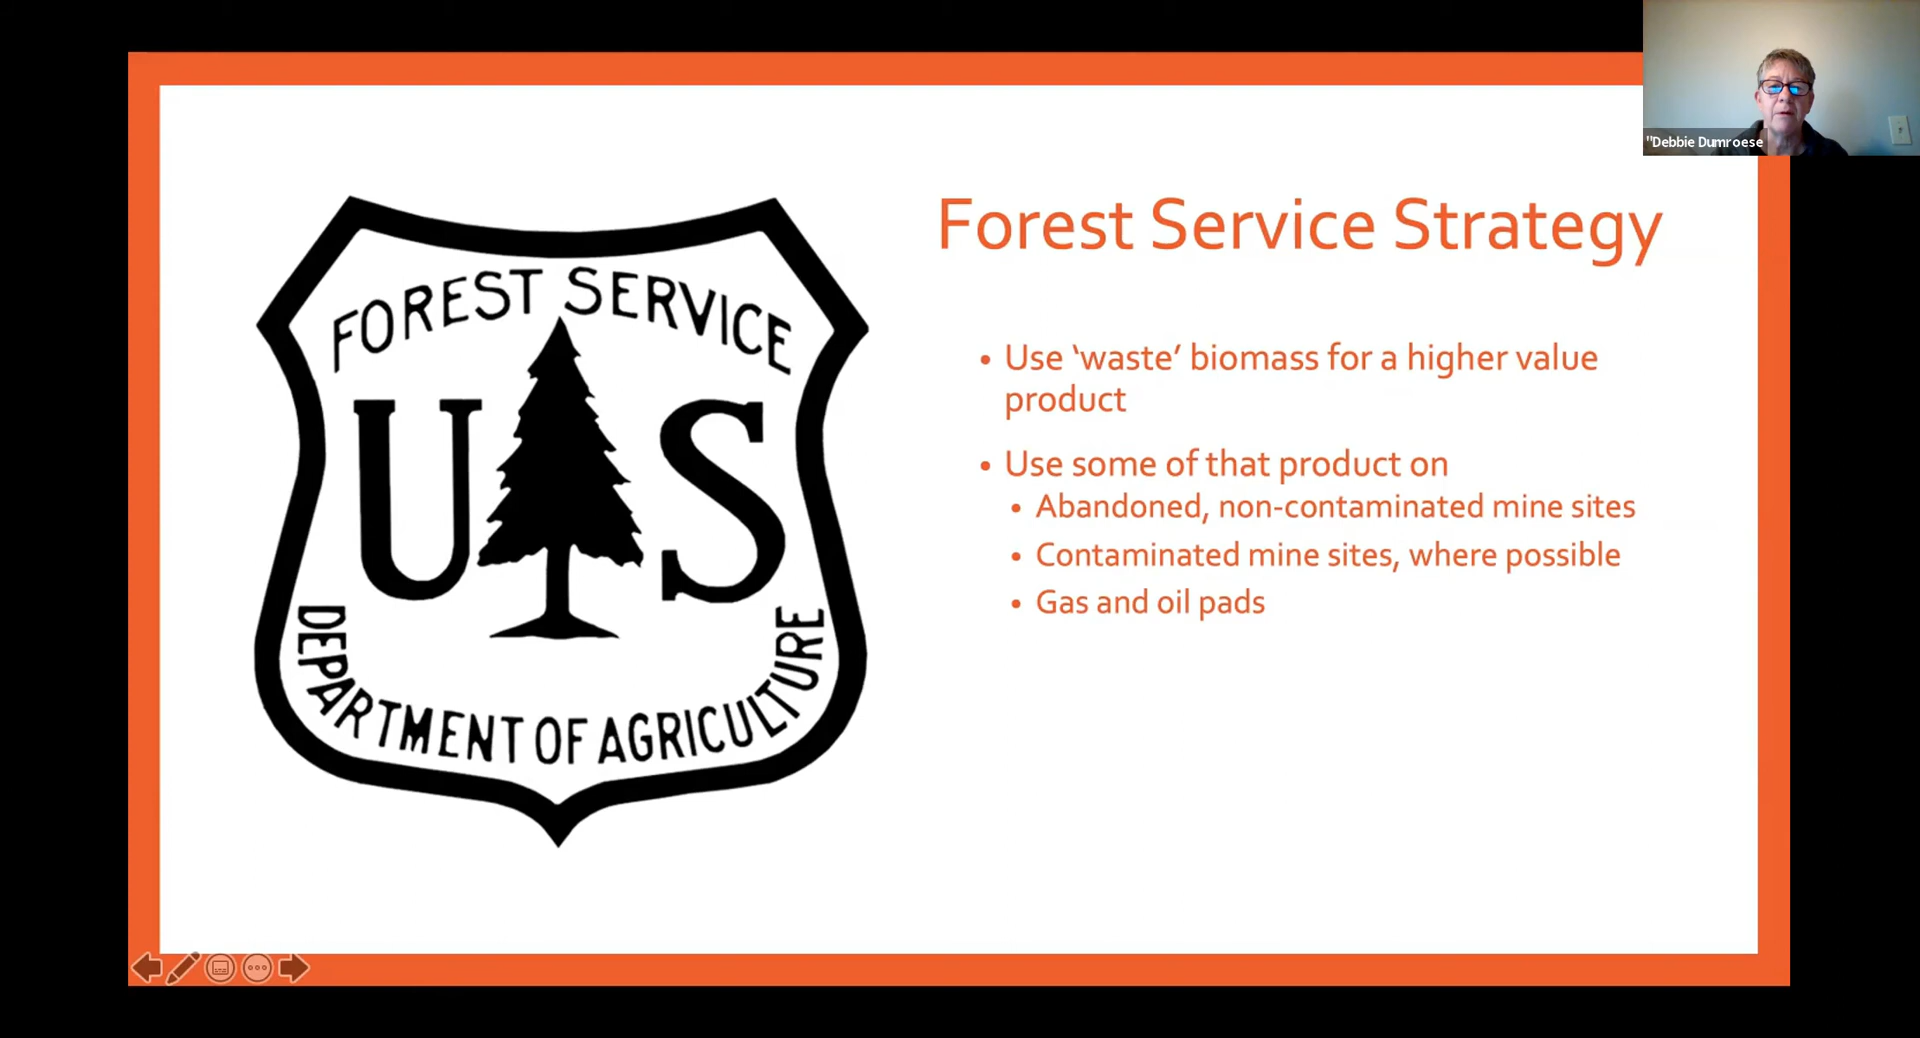 "Debbie Dumroese
Forest Service Strategy
FOREST SERVICE
U S
DEPARTMENT OF AGRICULTURE
• Use ‘waste’ biomass for a higher value
product
• Use some of that product on
• Abandoned, non-contaminated mine sites
• Contaminated mine sites, where possible
• Gas and oil pads